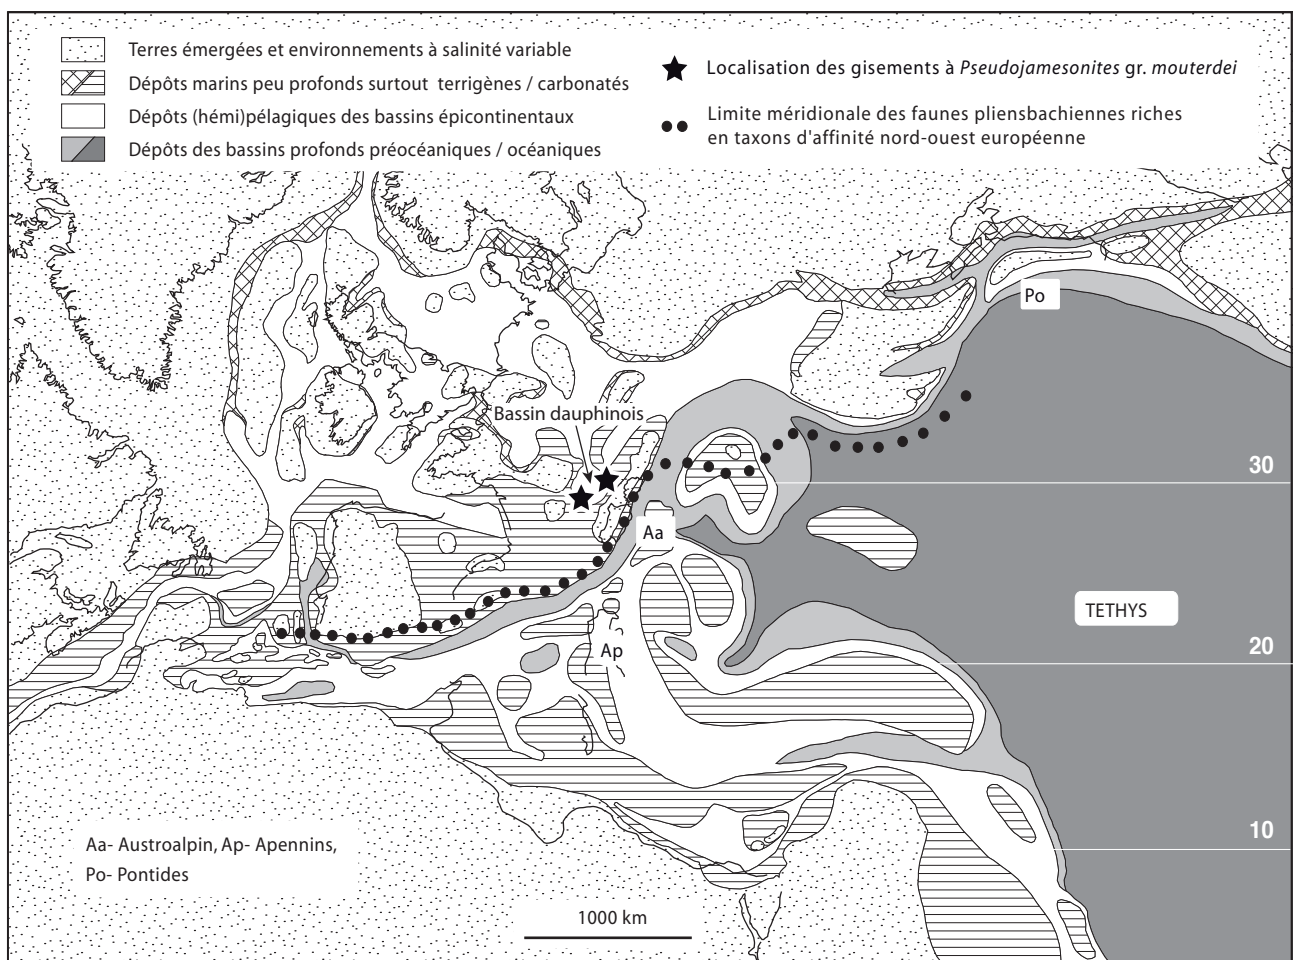 Terres émergées et environnements à salinité variable
Dépôts marins peu profonds surtout terrigènes / carbonatés
Dépôts (hémi)pélagiques des bassins épicontinentaux
Dépôts des bassins profonds préocéaniques / océaniques
Localisation des gisements à Pseudojamesonites gr. mouterdei
Limite méridionale des faunes pliensbachiennes riches
en taxons d'affinité nord-ouest européenne
Po
Bassin dauphinois
30
Aa
TETHYS
20
Ap
10
Aa- Austroalpin, Ap- Apennins,
Po- Pontides
1000 km